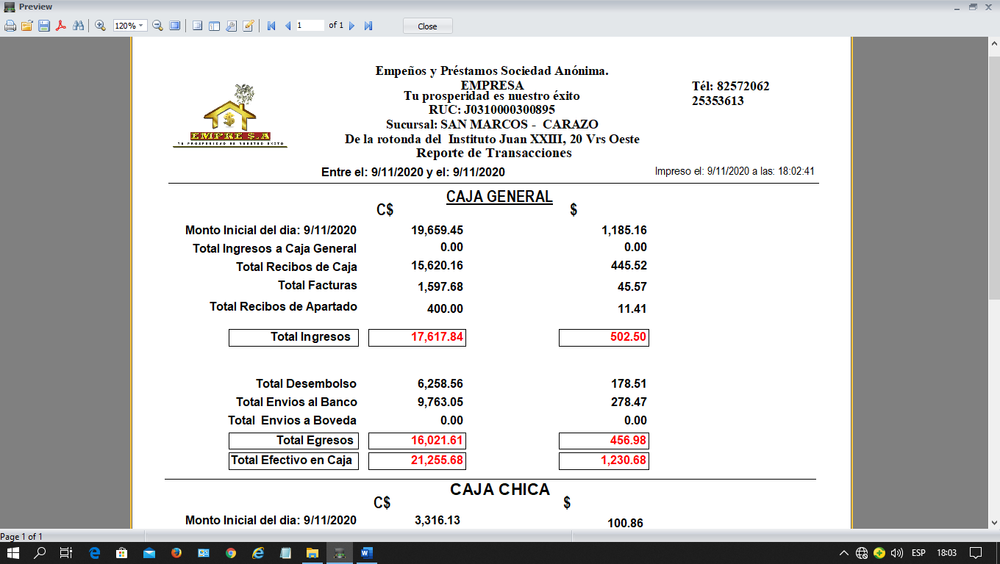 Preview
120%
1 of 1
Close
Empeños y Préstamos Sociedad Anónima.
EMPRESA
Tu prosperidad es nuestro éxito
RUC: J0310000300895
Sucursal: SAN MARCOS - CARAZO
De la rotonda del Instituto Juan XXIII, 20 Vrs Oeste
Reporte de Transacciones
Tél: 82572062
25353613
$
EMPRE S.A
TU PROSPERIDAD ES NUESTRO ÉXITO
Entre el: 9/11/2020 y el: 9/11/2020
Impreso el: 9/11/2020 a las: 18:02:41
CAJA GENERAL
C$ $
Monto Inicial del dia: 9/11/2020 19,659.45 1,185.16
Total Ingresos a Caja General 0.00 0.00
Total Recibos de Caja 15,620.16 445.52
Total Facturas 1,597.68 45.57
Total Recibos de Apartado 400.00 11.41
Total Ingresos 17,617.84 502.50
Total Desembolso 6,258.56 178.51
Total Envios al Banco 9,763.05 278.47
Total Envios a Boveda 0.00 0.00
Total Egresos 16,021.61 456.98
Total Efectivo en Caja 21,255.68 1,230.68
CAJA CHICA
C$ $
Monto Inicial del dia: 9/11/2020 3,316.13 100.86
Page 1 of 1
ESP 18:03